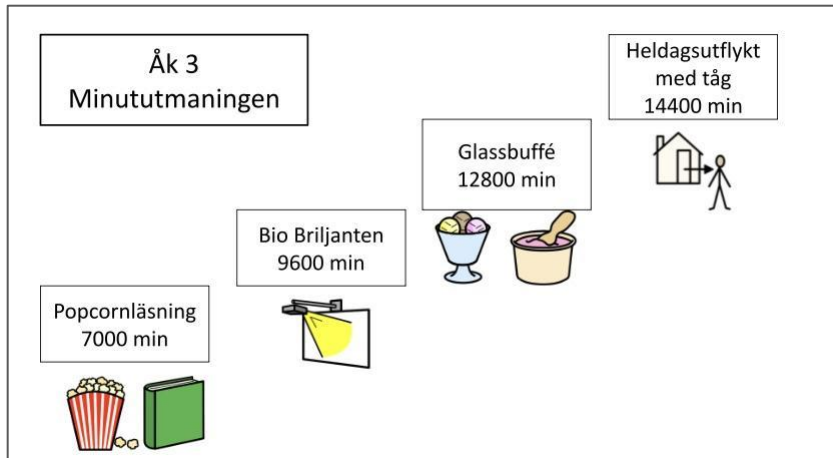 Åk 3
Minututmaningen
Heldagsutflykt
med tåg
14400 min
Glassbuffé
12800 min
Bio Briljanten
9600 min
Popcornläsning
7000 min